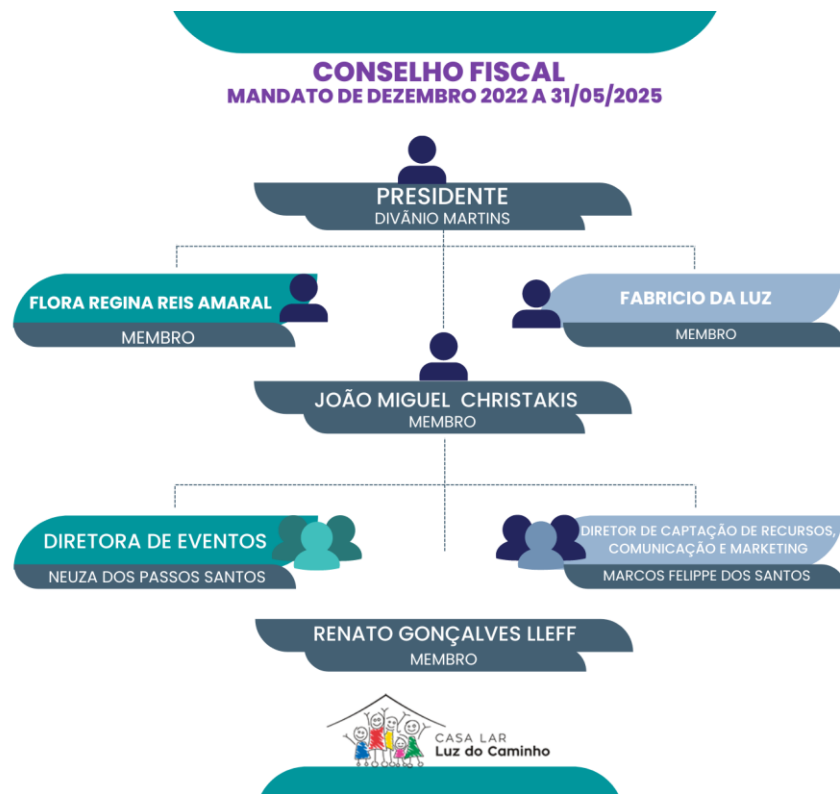 CONSELHO FISCAL
MANDATO DE DEZEMBRO 2022 A 31/05/2025
PRESIDENTE
DIVÂNIO MARTINS
FLORA REGINA REIS AMARAL
MEMBRO
FABRICIO DA LUZ
MEMBRO
JOÃO MIGUEL CHRISTAKIS
MEMBRO
DIRETORA DE EVENTOS
NEUZA DOS PASSOS SANTOS
DIRETOR DE CAPTAÇÃO DE RECURSOS,
COMUNICAÇÃO E MARKETING
MARCOS FELIPPE DOS SANTOS
RENATO GONÇALVES LLEFF
MEMBRO
CASA LAR
Luz do Caminho